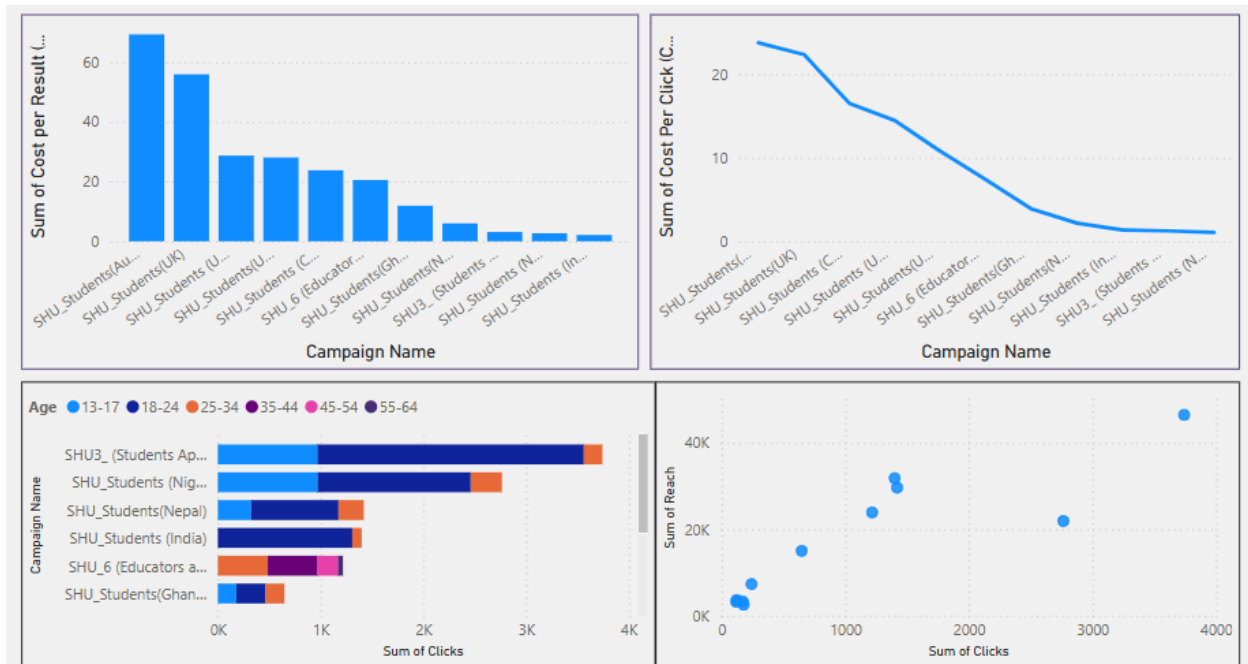 Sum of Cost per Result (...
60
40
20
0
SHU_Students(Au...
SHU_Students(UK)
SHU_Students (U...
SHU_Students(U...
SHU_Students (C...
SHU_6 (Educator...
SHU_Students(Gh...
SHU_Students(N...
SHU3_ (Students ...
SHU_Students (N...
SHU_Students (In...
Campaign Name
Sum of Cost Per Click (C...
20
10
0
SHU_Students(...
SHU_Students(UK)
SHU_Students (C...
SHU_Students (U...
SHU_Students(U...
SHU_6 (Educator...
SHU_Students(Gh...
SHU_Students(N...
SHU_Students (In...
SHU3_ (Students ...
SHU_Students (N...
Campaign Name
Age 13-17 18-24 25-34 35-44 45-54 55-64
Campaign Name
SHU3_ (Students Ap...
SHU_Students (Nig...
SHU_Students(Nepal)
SHU_Students (India)
SHU_6 (Educators a...
SHU_Students(Ghan...
0K 1K 2K 3K 4K
Sum of Clicks
Sum of Reach
40K
20K
0K
0 1000 2000 3000 4000
Sum of Clicks